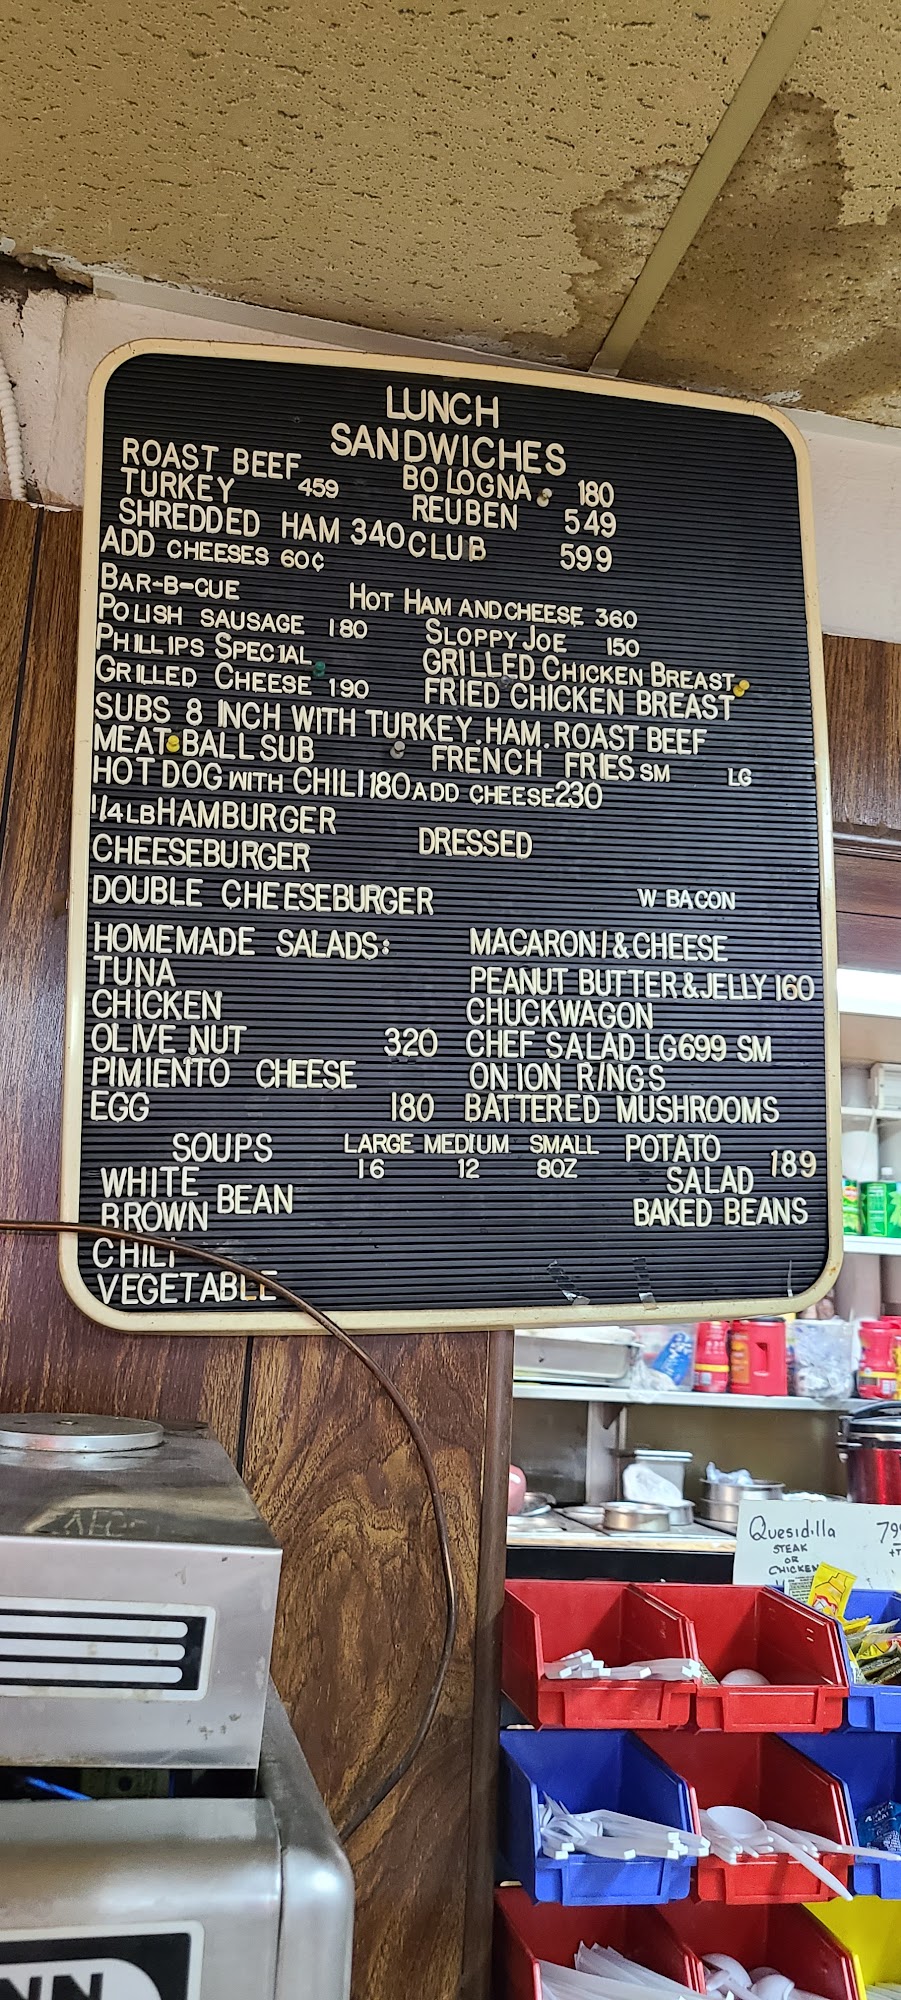 LUNCH
SANDWICHES
ROAST BEEF
TURKEY 459 BOLOGNA 180
REUBEN 549
SHREDDED HAM 340 CLUB 599
ADD CHEESES 60¢
BAR-B-CUE HOT HAM AND CHEESE 360
POLISH SAUSAGE 180 SLOPPY JOE 150
PHILLIPS SPECIAL GRILLED CHICKEN BREAST
GRILLED CHEESE 190 FRIED CHICKEN BREAST
SUBS 8 INCH WITH TURKEY. HAM. ROAST BEEF
MEAT BALL SUB FRENCH FRIES SM LG
HOT DOG WITH CHILI 180 ADD CHEESE 230
1/4 LB HAMBURGER
DRESSED
CHEESEBURGER
DOUBLE CHEESEBURGER W BACON
HOMEMADE SALADS: MACARONI & CHEESE
TUNA PEANUT BUTTER & JELLY 160
CHICKEN CHUCKWAGON
OLIVE NUT 320 CHEF SALAD LG 699 SM
PIMIENTO CHEESE ONION RINGS
EGG 180 BATTERED MUSHROOMS
SOUPS LARGE MEDIUM SMALL POTATO
16 12 8OZ SALAD 189
WHITE
BROWN BEAN BAKED BEANS
CHILI
VEGETABLE
Quesidilla 799
STEAK
OR
CHICKEN